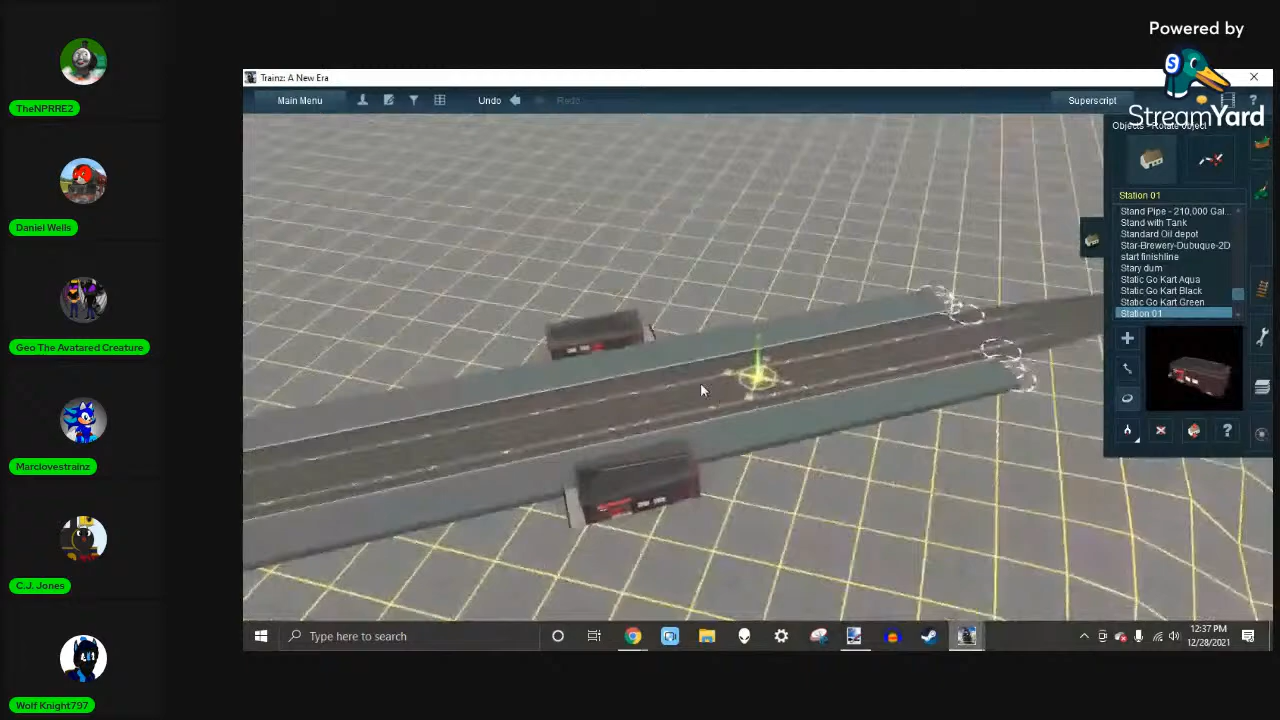 Powered by
StreamYard
TheNPRRE2
Daniel Wells
Geo The Avatared Creature
Marclovestrainz
C.J. Jones
Wolf Knight797
Trainz: A New Era
Main Menu
Undo
Redo
Superscript
Objects - Rotate object
Station 01
Stand Pipe - 210,000 Gal...
Stand with Tank
Standard Oil depot
Star-Brewery-Dubuque-2D
start finishline
Stary dum
Static Go Kart Aqua
Static Go Kart Black
Static Go Kart Green
Station 01
Type here to search
12:37 PM
12/28/2021